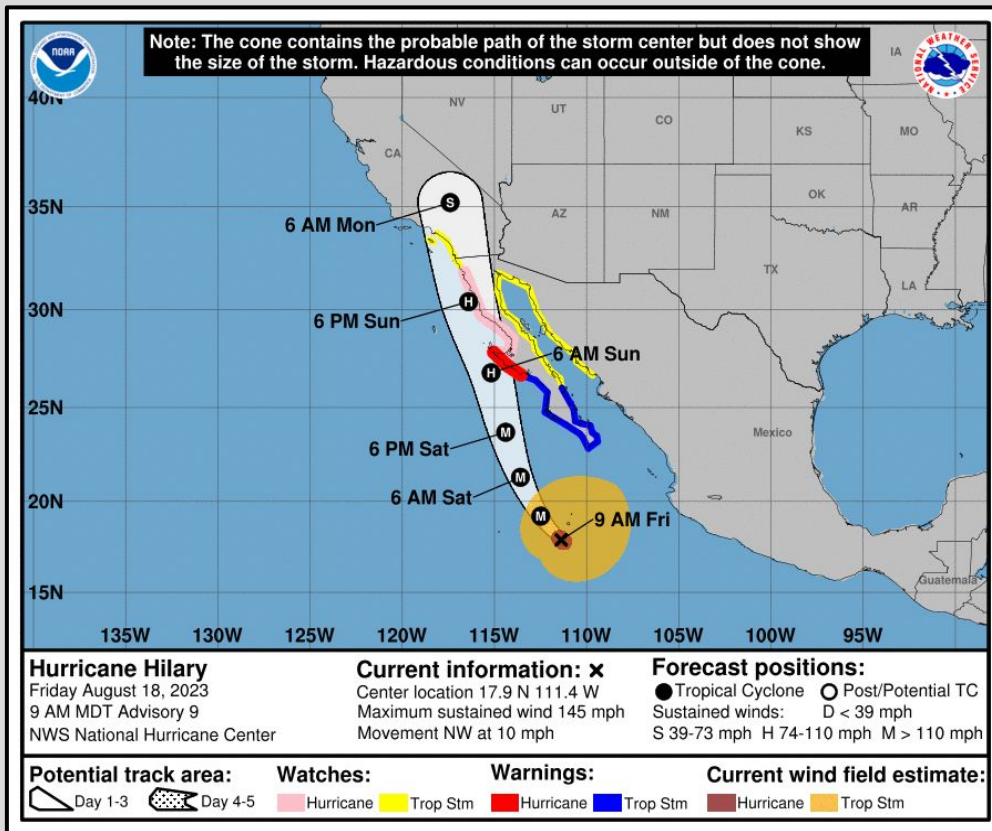 Note: The cone contains the probable path of the storm center but does not show
the size of the storm. Hazardous conditions can occur outside of the cone.
NOAA
NATIONAL WEATHER SERVICE
40N
35N
30N
25N
20N
15N
NV
UT
CO
KS
MO
IA
CA
AZ
NM
OK
AR
TX
LA
Mexico
Guatemala
6 AM Mon
6 PM Sun
6 AM Sun
6 PM Sat
6 AM Sat
9 AM Fri
S
H
H
M
M
M
135W 130W 125W 120W 115W 110W 105W 100W 95W
Hurricane Hilary
Friday August 18, 2023
9 AM MDT Advisory 9
NWS National Hurricane Center
Current information: x
Center location 17.9 N 111.4 W
Maximum sustained wind 145 mph
Movement NW at 10 mph
Forecast positions:
Tropical Cyclone Post/Potential TC
Sustained winds: D < 39 mph
S 39-73 mph H 74-110 mph M > 110 mph
Potential track area:
Day 1-3 Day 4-5
Watches:
Hurricane Trop Stm
Warnings:
Hurricane Trop Stm
Current wind field estimate:
Hurricane Trop Stm